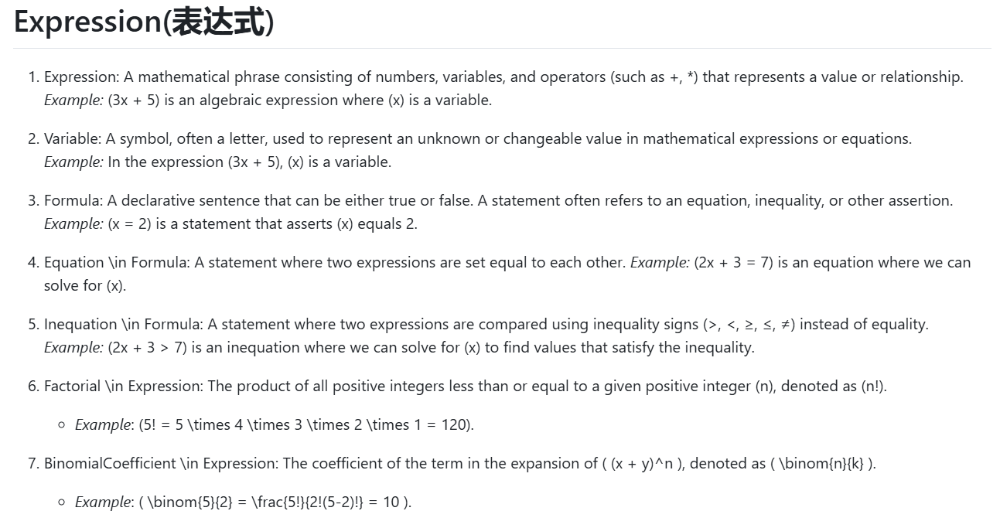 Expression(表达式)
1. Expression: A mathematical phrase consisting of numbers, variables, and operators (such as +, *) that represents a value or relationship.
Example: (3x + 5) is an algebraic expression where (x) is a variable.
2. Variable: A symbol, often a letter, used to represent an unknown or changeable value in mathematical expressions or equations.
Example: In the expression (3x + 5), (x) is a variable.
3. Formula: A declarative sentence that can be either true or false. A statement often refers to an equation, inequality, or other assertion.
Example: (x = 2) is a statement that asserts (x) equals 2.
4. Equation \in Formula: A statement where two expressions are set equal to each other. Example: (2x + 3 = 7) is an equation where we can
solve for (x).
5. Inequation \in Formula: A statement where two expressions are compared using inequality signs (>, <, ≥, ≤, ≠) instead of equality.
Example: (2x + 3 > 7) is an inequation where we can solve for (x) to find values that satisfy the inequality.
6. Factorial \in Expression: The product of all positive integers less than or equal to a given positive integer (n), denoted as (n!).
○ Example: (5! = 5 \times 4 \times 3 \times 2 \times 1 = 120).
7. BinomialCoefficient \in Expression: The coefficient of the term in the expansion of ( (x + y)^n ), denoted as ( \binom{n}{k} ).
○ Example: ( \binom{5}{2} = \frac{5!}{2!(5-2)!} = 10 ).